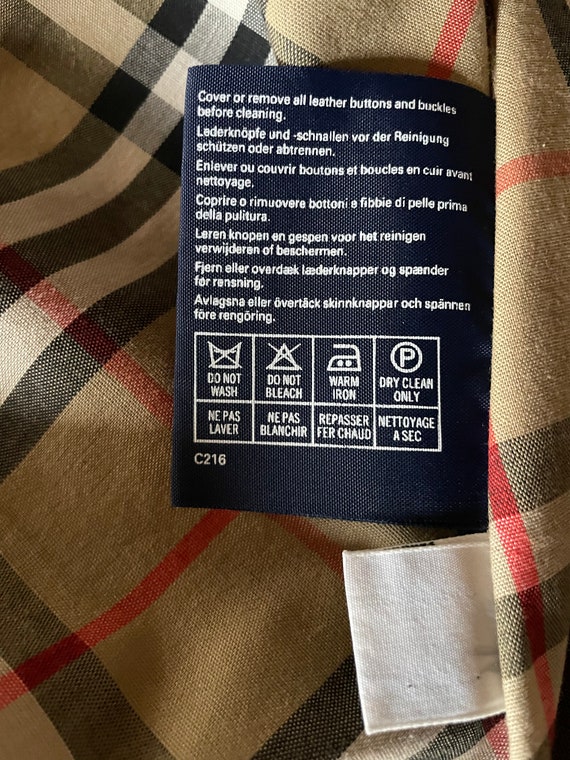 Cover or remove all leather buttons and buckles
before cleaning.
Lederknöpfe und -schnallen vor der Reinigung
schützen oder abtrennen.
Enlever ou couvrir boutons et boucles en cuir avant
nettoyage.
Coprire o rimuovere bottoni e fibbie di pelle prima
della pulitura.
Leren knopen en gespen voor het reinigen
verwijderen of beschermen.
Fjern eller overdæk læderknapper og spænder
før rensning.
Avlagsna eller övertäck skinnknappar och spännen
före rengöring.
P
DO NOT WASH
DO NOT BLEACH
WARM IRON
DRY CLEAN ONLY
NE PAS LAVER
NE PAS BLANCHIR
REPASSER FER CHAUD
NETTOYAGE A SEC
C216